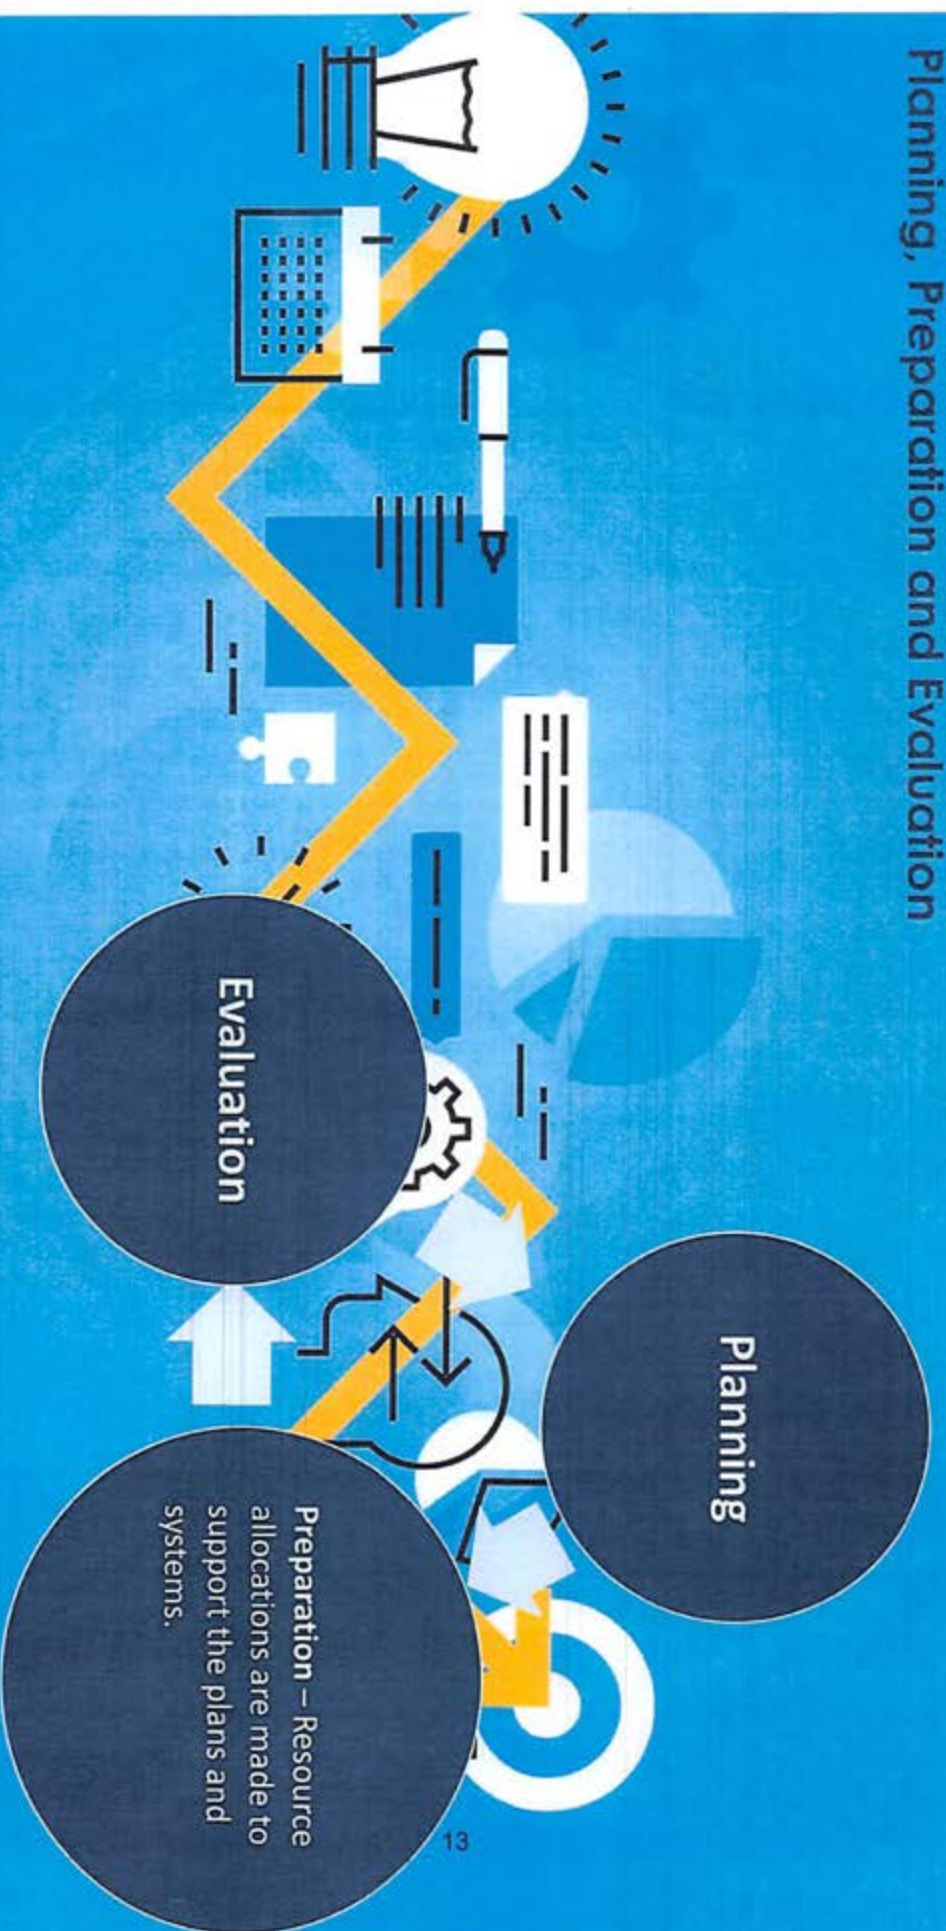 Planning, Preparation and Evaluation
Planning
Evaluation
Preparation – Resource
allocations are made to
support the plans and
systems.
13